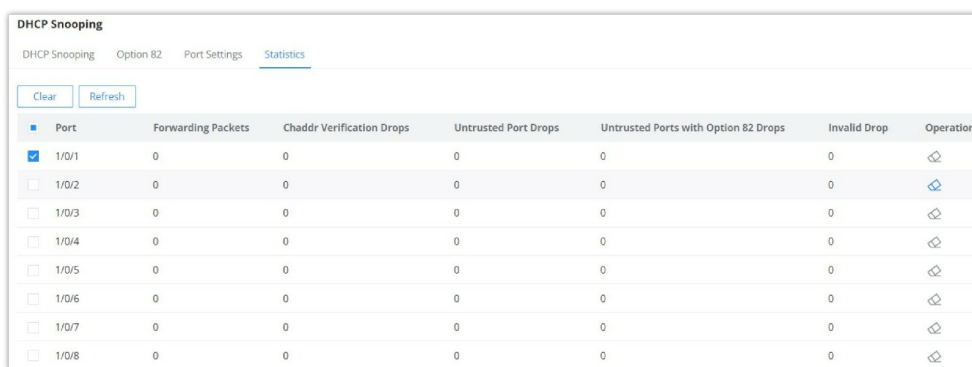 DHCP Snooping
DHCP Snooping Option 82 Port Settings Statistics
Clear Refresh
Port Forwarding Packets Chaddr Verification Drops Untrusted Port Drops Untrusted Ports with Option 82 Drops Invalid Drop Operation
1/0/1 0 0 0 0 0
1/0/2 0 0 0 0 0
1/0/3 0 0 0 0 0
1/0/4 0 0 0 0 0
1/0/5 0 0 0 0 0
1/0/6 0 0 0 0 0
1/0/7 0 0 0 0 0
1/0/8 0 0 0 0 0